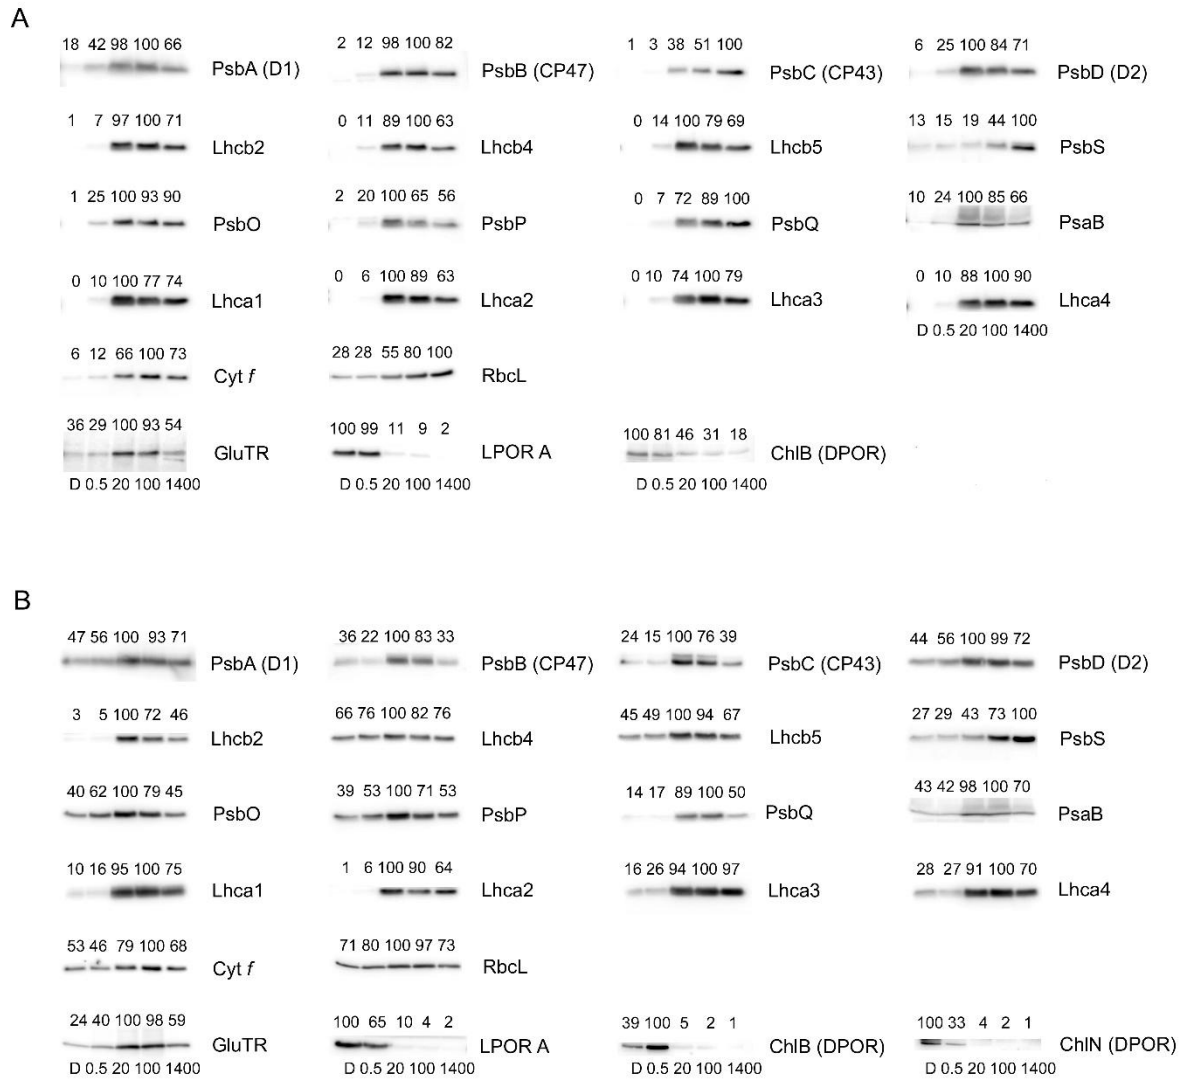 A
18 42 98 100 66
PsbA (D1)
2 12 98 100 82
PsbB (CP47)
1 3 38 51 100
PsbC (CP43)
6 25 100 84 71
PsbD (D2)
1 7 97 100 71
Lhcb2
0 11 89 100 63
Lhcb4
0 14 100 79 69
Lhcb5
13 15 19 44 100
PsbS
1 25 100 93 90
PsbO
2 20 100 65 56
PsbP
0 7 72 89 100
PsbQ
10 24 100 85 66
PsaB
0 10 100 77 74
Lhca1
0 6 100 89 63
Lhca2
0 10 74 100 79
Lhca3
0 10 88 100 90
Lhca4
D 0.5 20 100 1400
6 12 66 100 73
Cyt f
28 28 55 80 100
RbcL
36 29 100 93 54
GluTR
D 0.5 20 100 1400
100 99 11 9 2
LPOR A
D 0.5 20 100 1400
100 81 46 31 18
ChlB (DPOR)
D 0.5 20 100 1400
B
47 56 100 93 71
PsbA (D1)
36 22 100 83 33
PsbB (CP47)
24 15 100 76 39
PsbC (CP43)
44 56 100 99 72
PsbD (D2)
3 5 100 72 46
Lhcb2
66 76 100 82 76
Lhcb4
45 49 100 94 67
Lhcb5
27 29 43 73 100
PsbS
40 62 100 79 45
PsbO
39 53 100 71 53
PsbP
14 17 89 100 50
PsbQ
43 42 98 100 70
PsaB
10 16 95 100 75
Lhca1
1 6 100 90 64
Lhca2
16 26 94 100 97
Lhca3
28 27 91 100 70
Lhca4
53 46 79 100 68
Cyt f
71 80 100 97 73
RbcL
24 40 100 98 59
GluTR
D 0.5 20 100 1400
100 65 10 4 2
LPOR A
D 0.5 20 100 1400
39 100 5 2 1
ChlB (DPOR)
D 0.5 20 100 1400
100 33 4 2 1
ChlN (DPOR)
D 0.5 20 100 1400